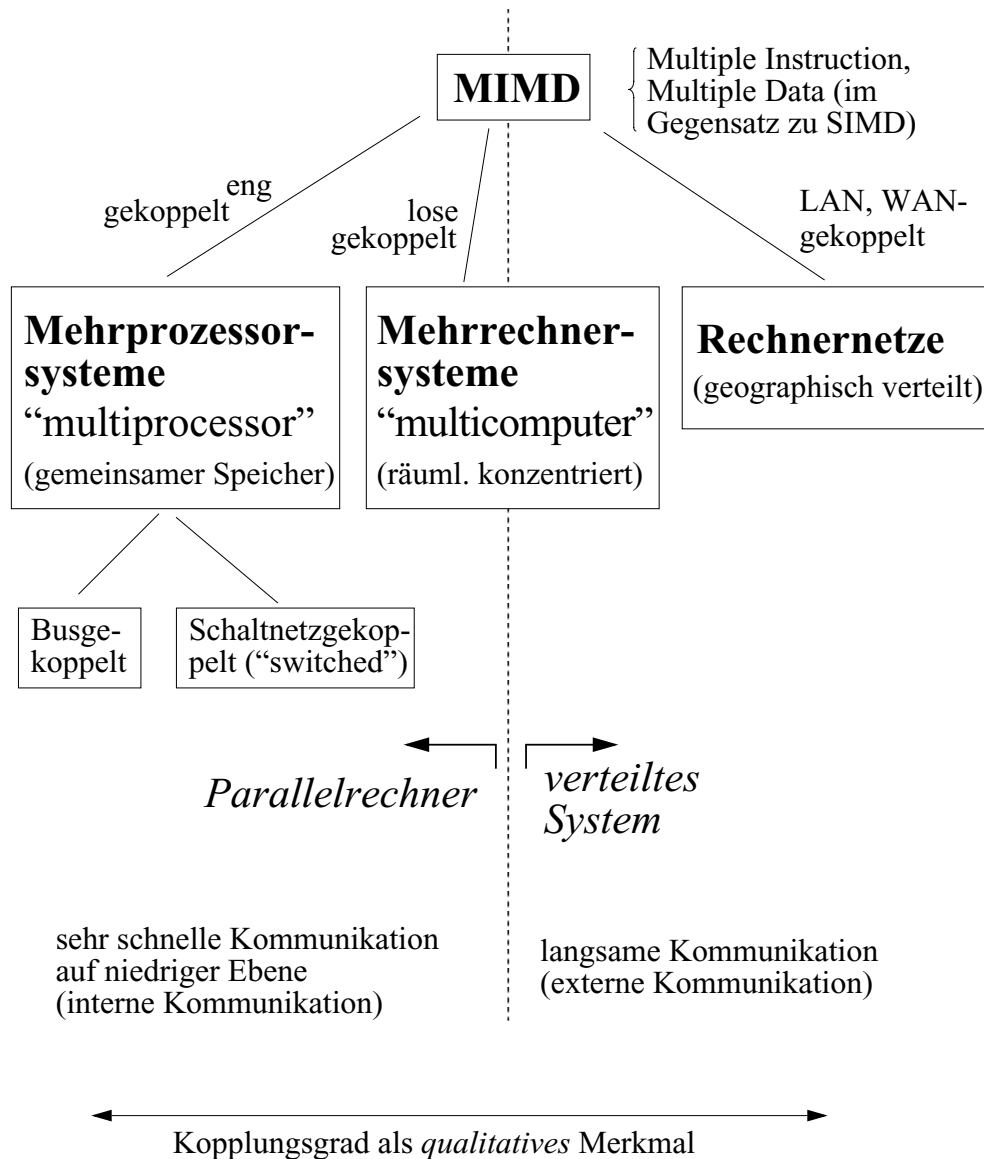 MIMD
Multiple Instruction,
Multiple Data (im
Gegensatz zu SIMD)
eng
gekoppelt
lose
gekoppelt
LAN, WAN-
gekoppelt
Mehrprozessor-
systeme
“multiprocessor”
(gemeinsamer Speicher)
Mehrrechner-
systeme
“multicomputer”
(räuml. konzentriert)
Rechnernetze
(geographisch verteilt)
Busge-
koppelt
Schaltnetzgekop-
pelt (“switched”)
Parallelrechner
verteiltes
System
sehr schnelle Kommunikation
auf niedriger Ebene
(interne Kommunikation)
langsame Kommunikation
(externe Kommunikation)
Kopplungsgrad als qualitatives Merkmal